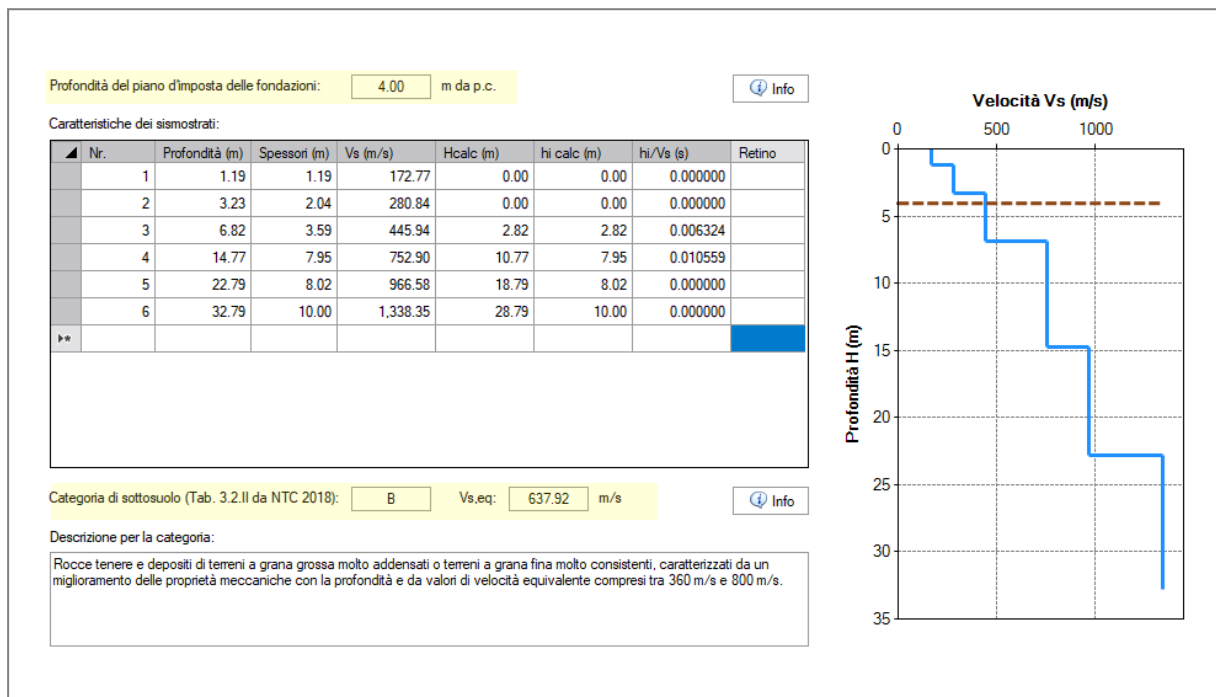 Profondità del piano d'imposta delle fondazioni: 4.00 m da p.c. Info
Caratteristiche dei sismostrati:
Nr. Profondità (m) Spessori (m) Vs (m/s) Hcalc (m) hi calc (m) hi/Vs (s) Retino
1 1.19 1.19 172.77 0.00 0.00 0.000000
2 3.23 2.04 280.84 0.00 0.00 0.000000
3 6.82 3.59 445.94 2.82 2.82 0.006324
4 14.77 7.95 752.90 10.77 7.95 0.010559
5 22.79 8.02 966.58 18.79 8.02 0.000000
6 32.79 10.00 1,338.35 28.79 10.00 0.000000
Categoria di sottosuolo (Tab. 3.2.II da NTC 2018): B Vs,eq: 637.92 m/s Info
Descrizione per la categoria:
Rocce tenere e depositi di terreni a grana grossa molto addensati o terreni a grana fina molto consistenti, caratterizzati da un
miglioramento delle proprietà meccaniche con la profondità e da valori di velocità equivalente compresi tra 360 m/s e 800 m/s.
Velocità Vs (m/s)
0 500 1000
0
5
10
15
20
25
30
35
Profondità H (m)